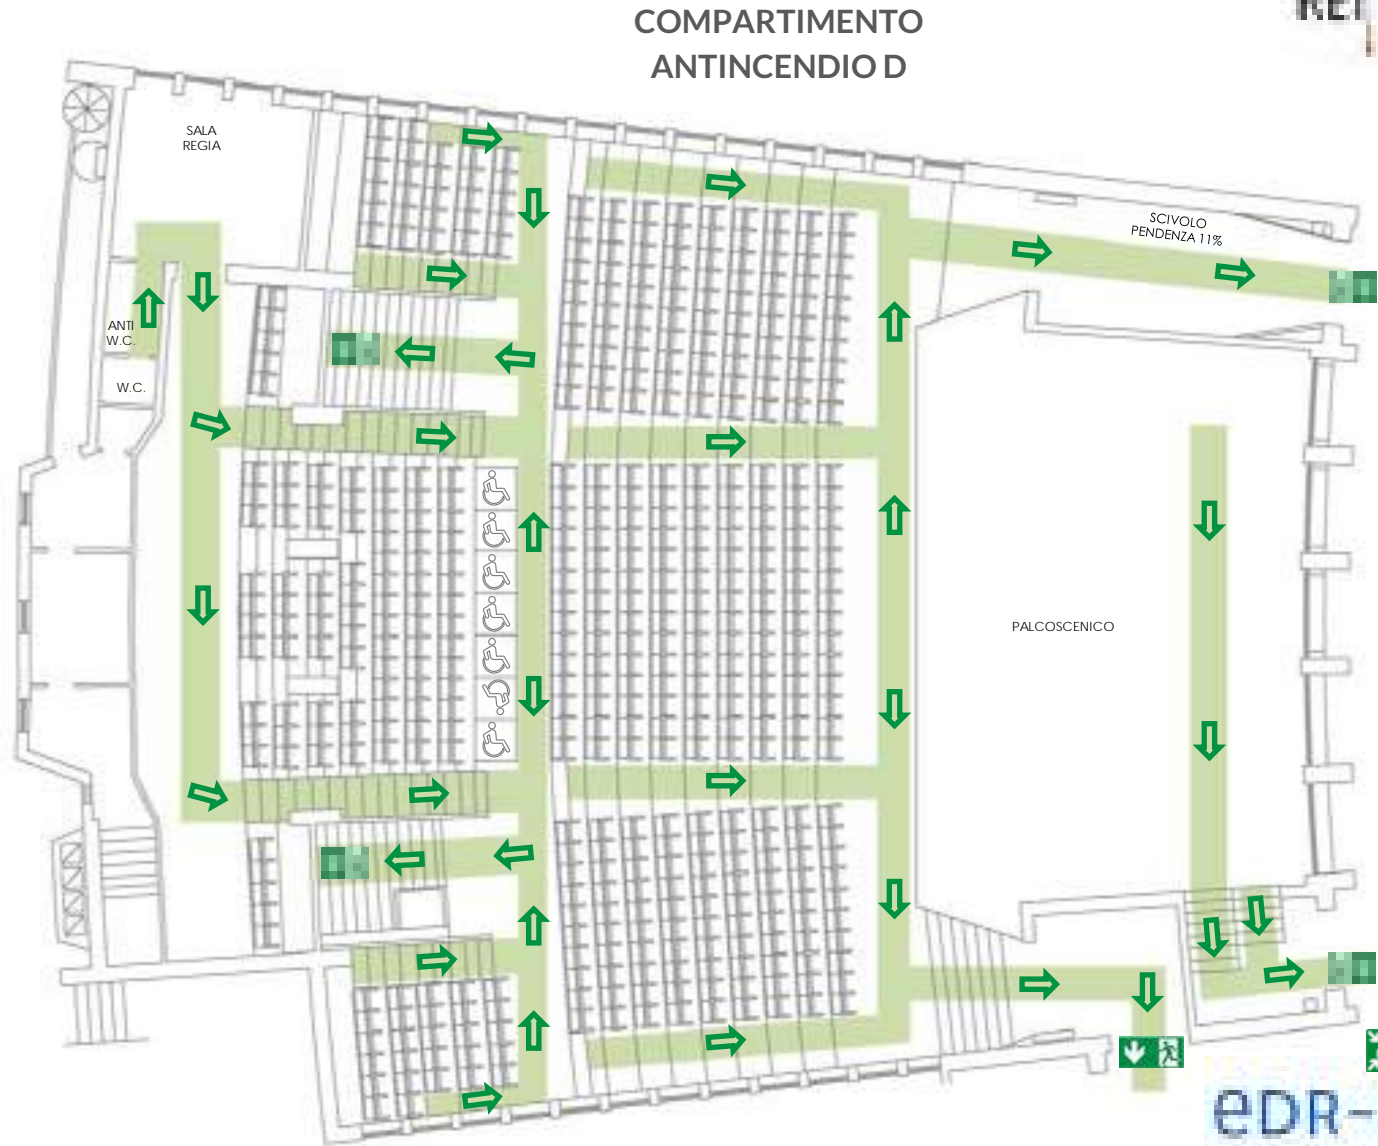 COMPARTIMENTO
ANTINCENDIO D
SALA
REGIA
SCIVOLO
PENDENZA 11%
ANTI
W.C.
W.C.
PALCOSCENICO
eDR-